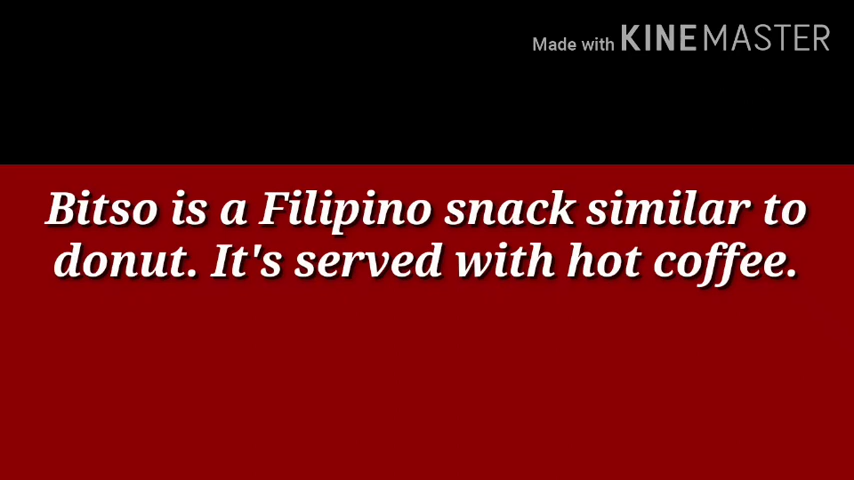 Made with KINEMASTER
Bitso is a Filipino snack similar to
donut. It's served with hot coffee.